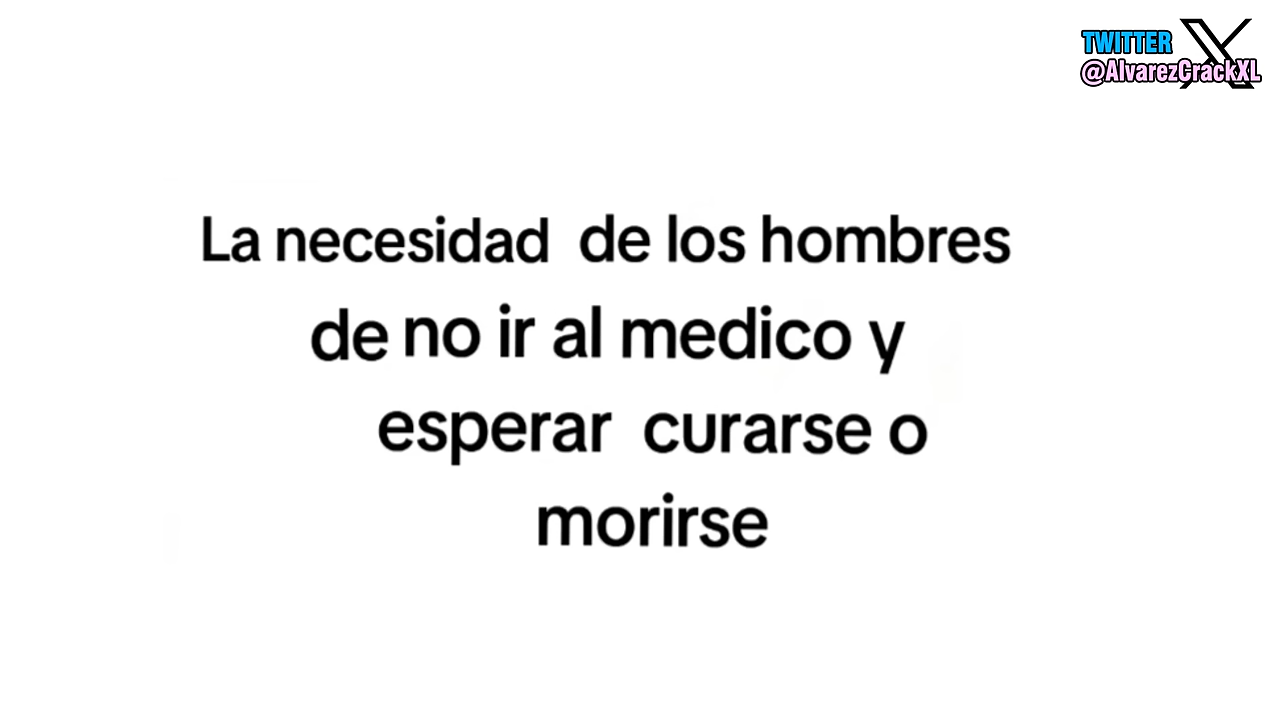 TWITTER
@AlvarezCrackXL
La necesidad de los hombres
de no ir al medico y
esperar curarse o
morirse